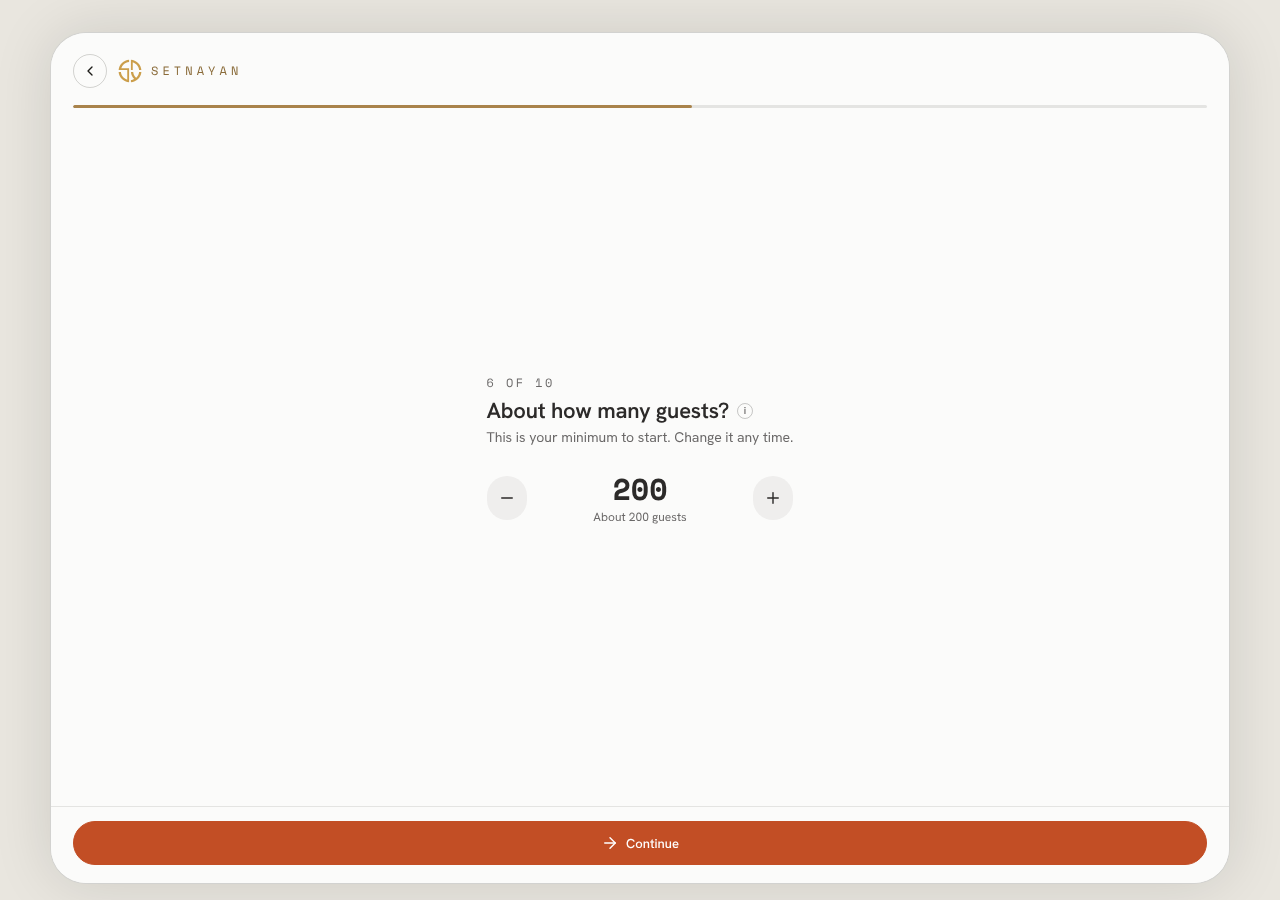 SETNAYAN
6 OF 10
About how many guests? i
This is your minimum to start. Change it any time.
200
About 200 guests
Continue